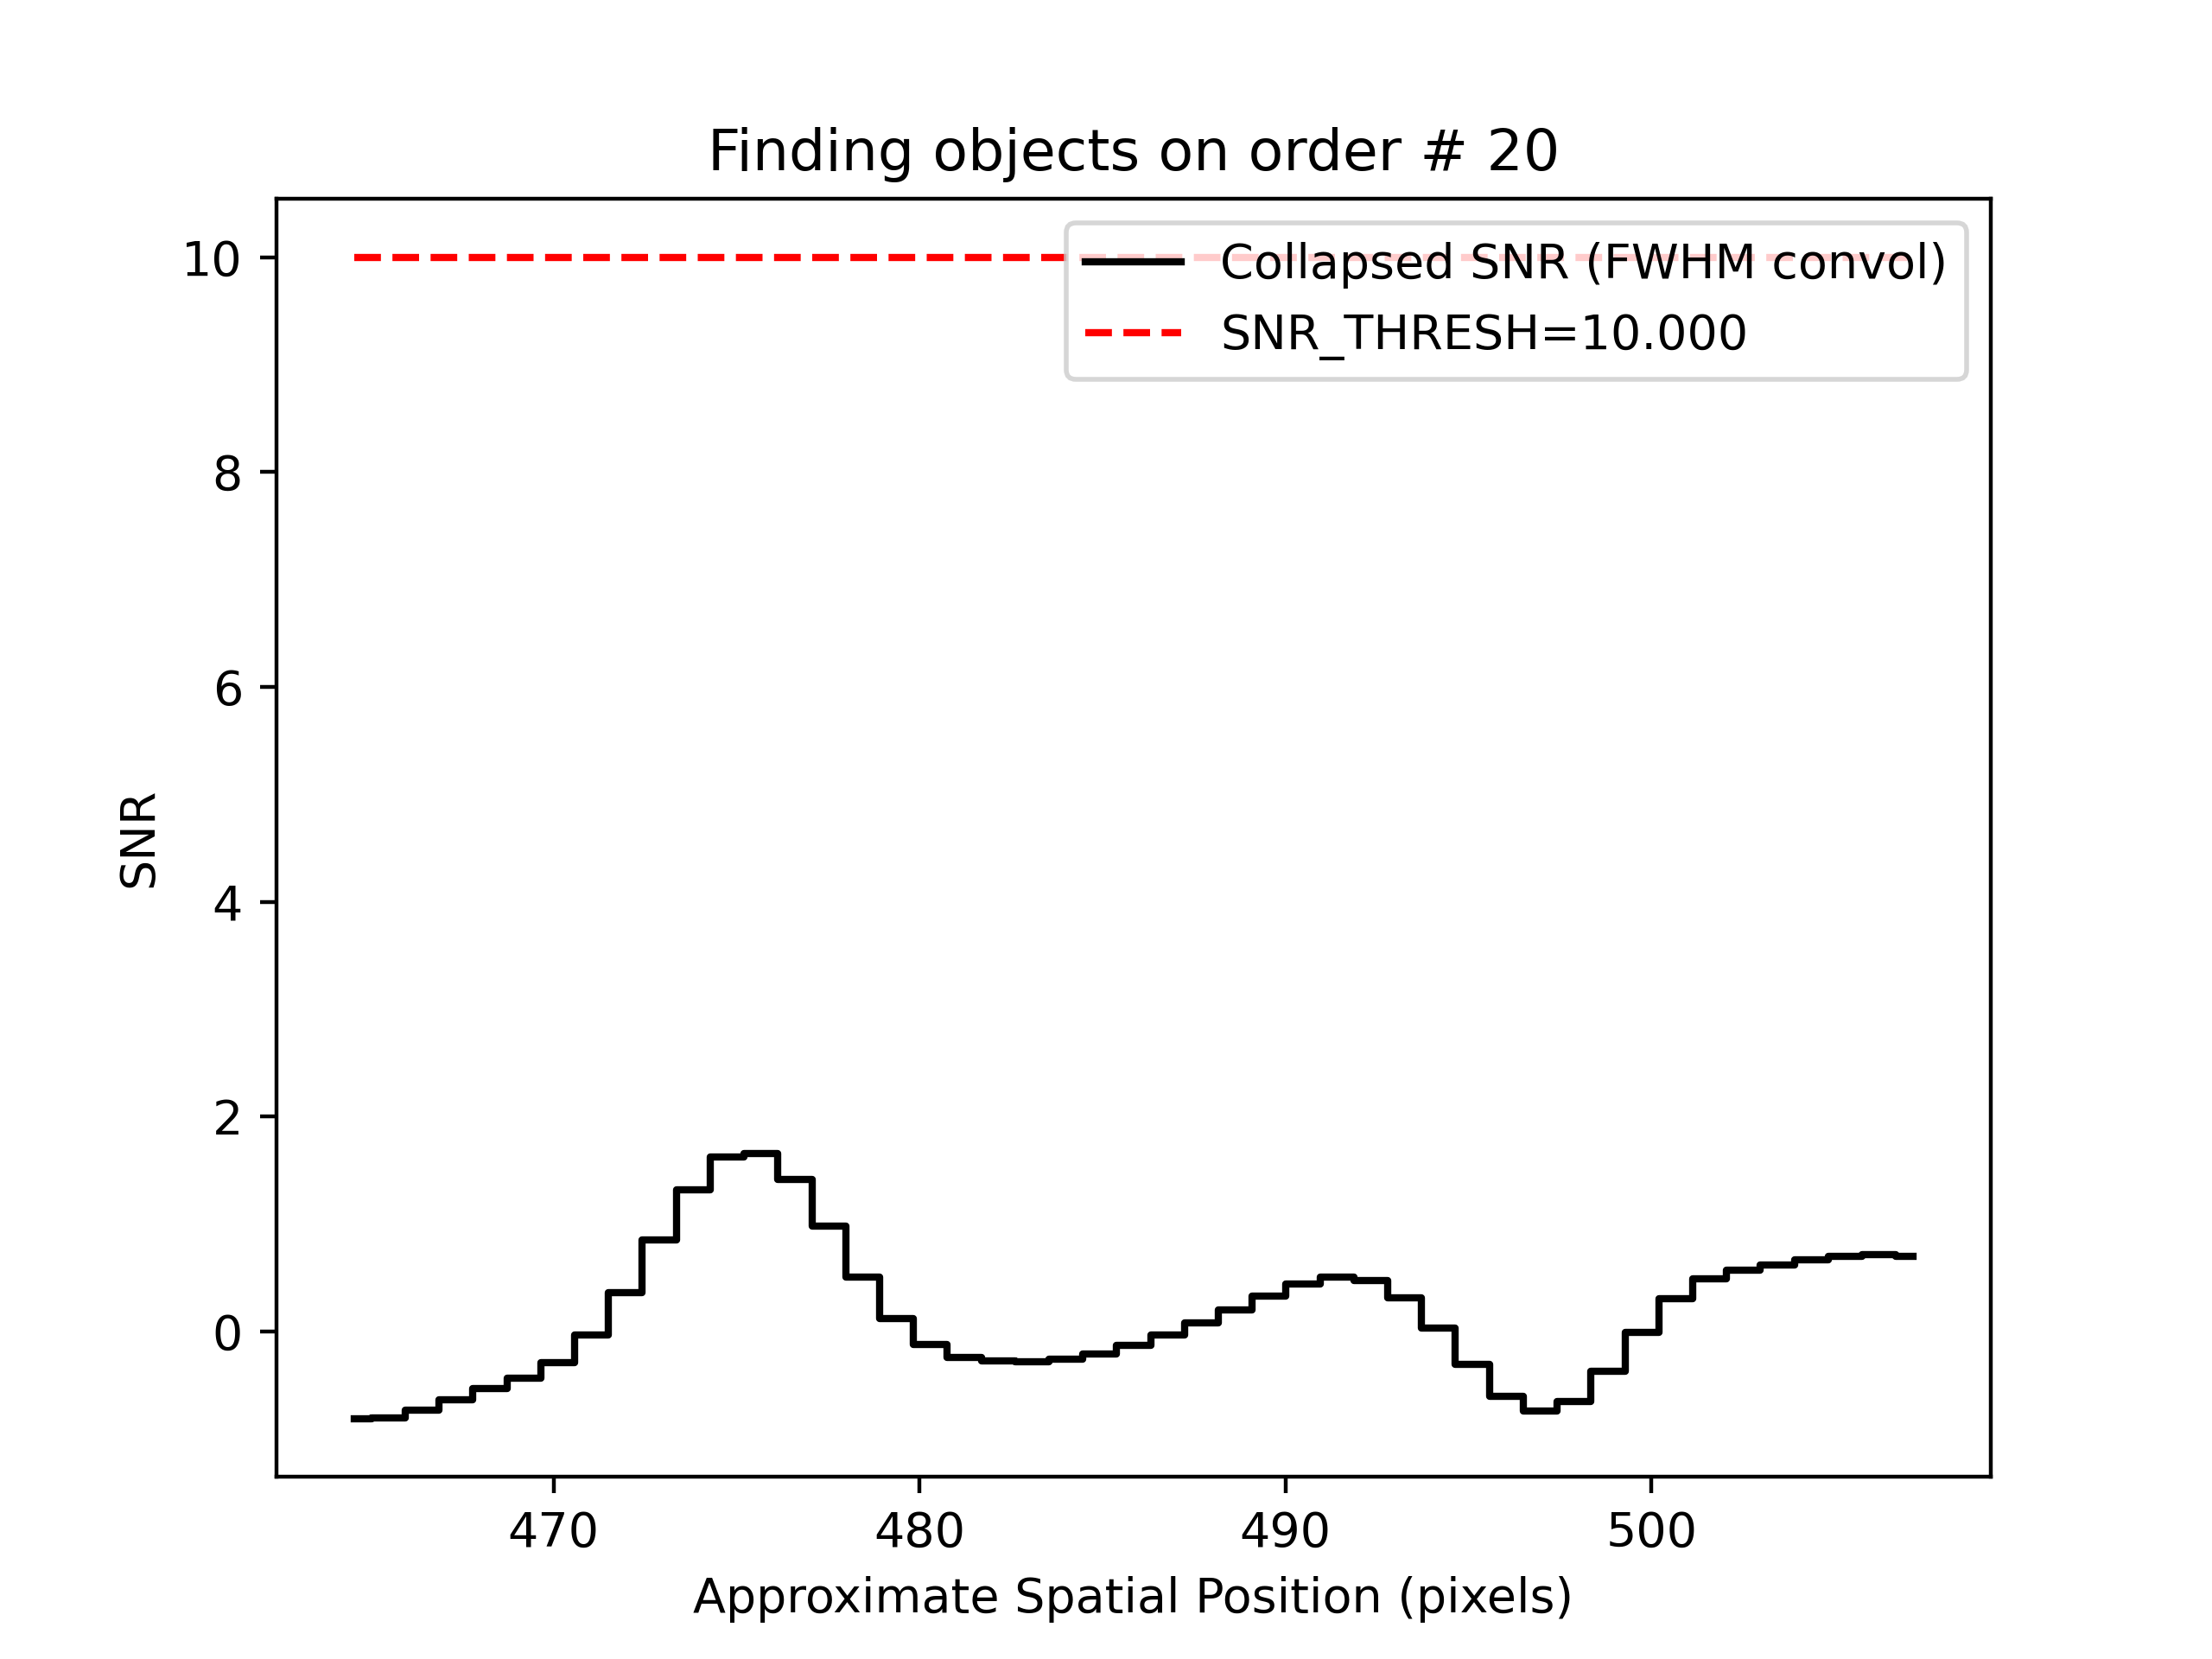 Finding objects on order # 20
Collapsed SNR (FWHM convol)
SNR_THRESH=10.000
10
8
6
4
2
0
SNR
470 480 490 500
Approximate Spatial Position (pixels)